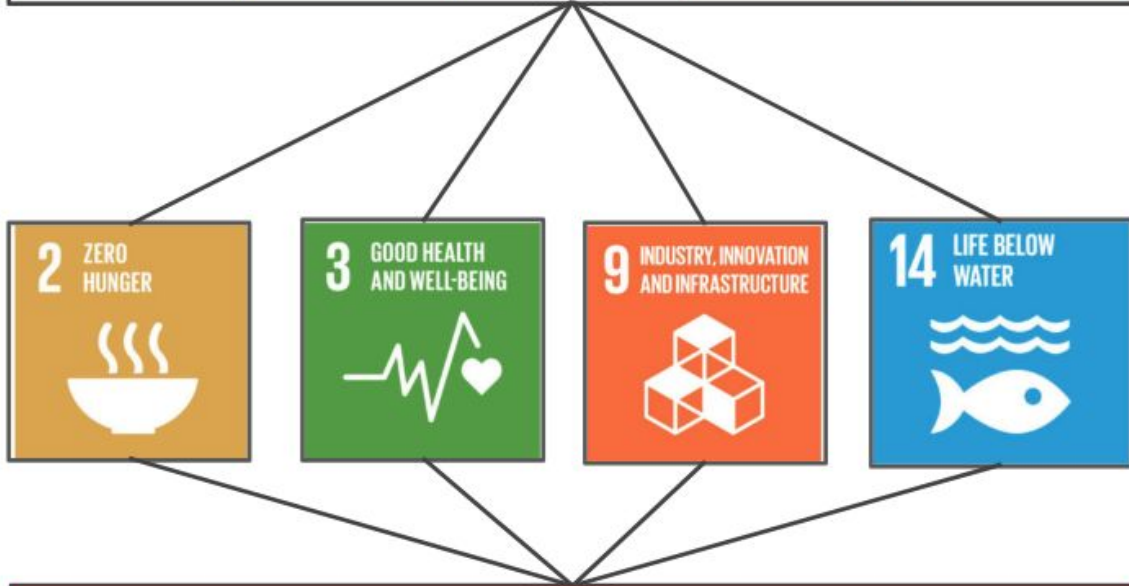 2 ZERO
HUNGER
3 GOOD HEALTH
AND WELL-BEING
9 INDUSTRY, INNOVATION
AND INFRASTRUCTURE
14 LIFE BELOW
WATER